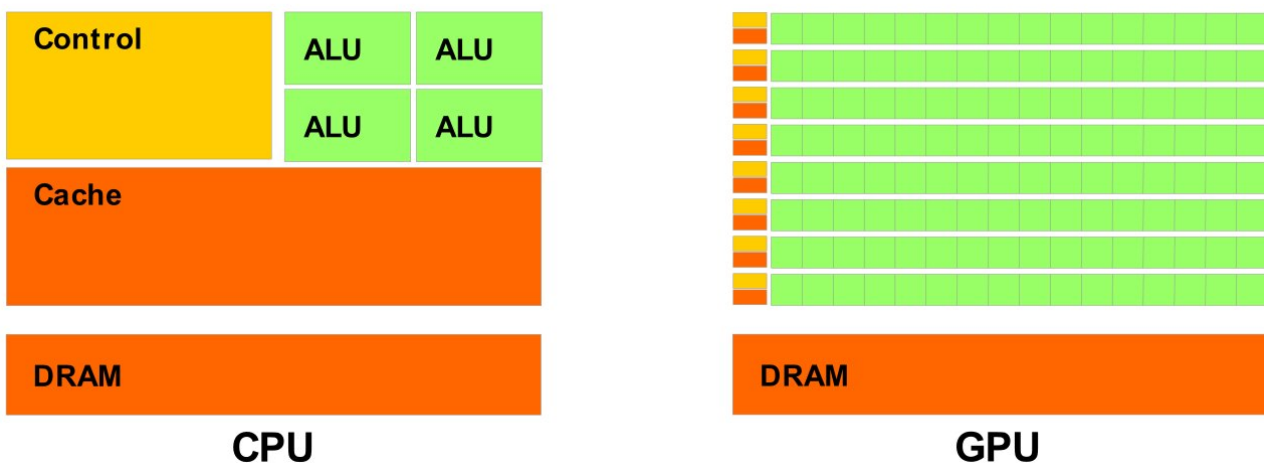 Control
ALU ALU
ALU ALU
Cache
DRAM
CPU
DRAM
GPU